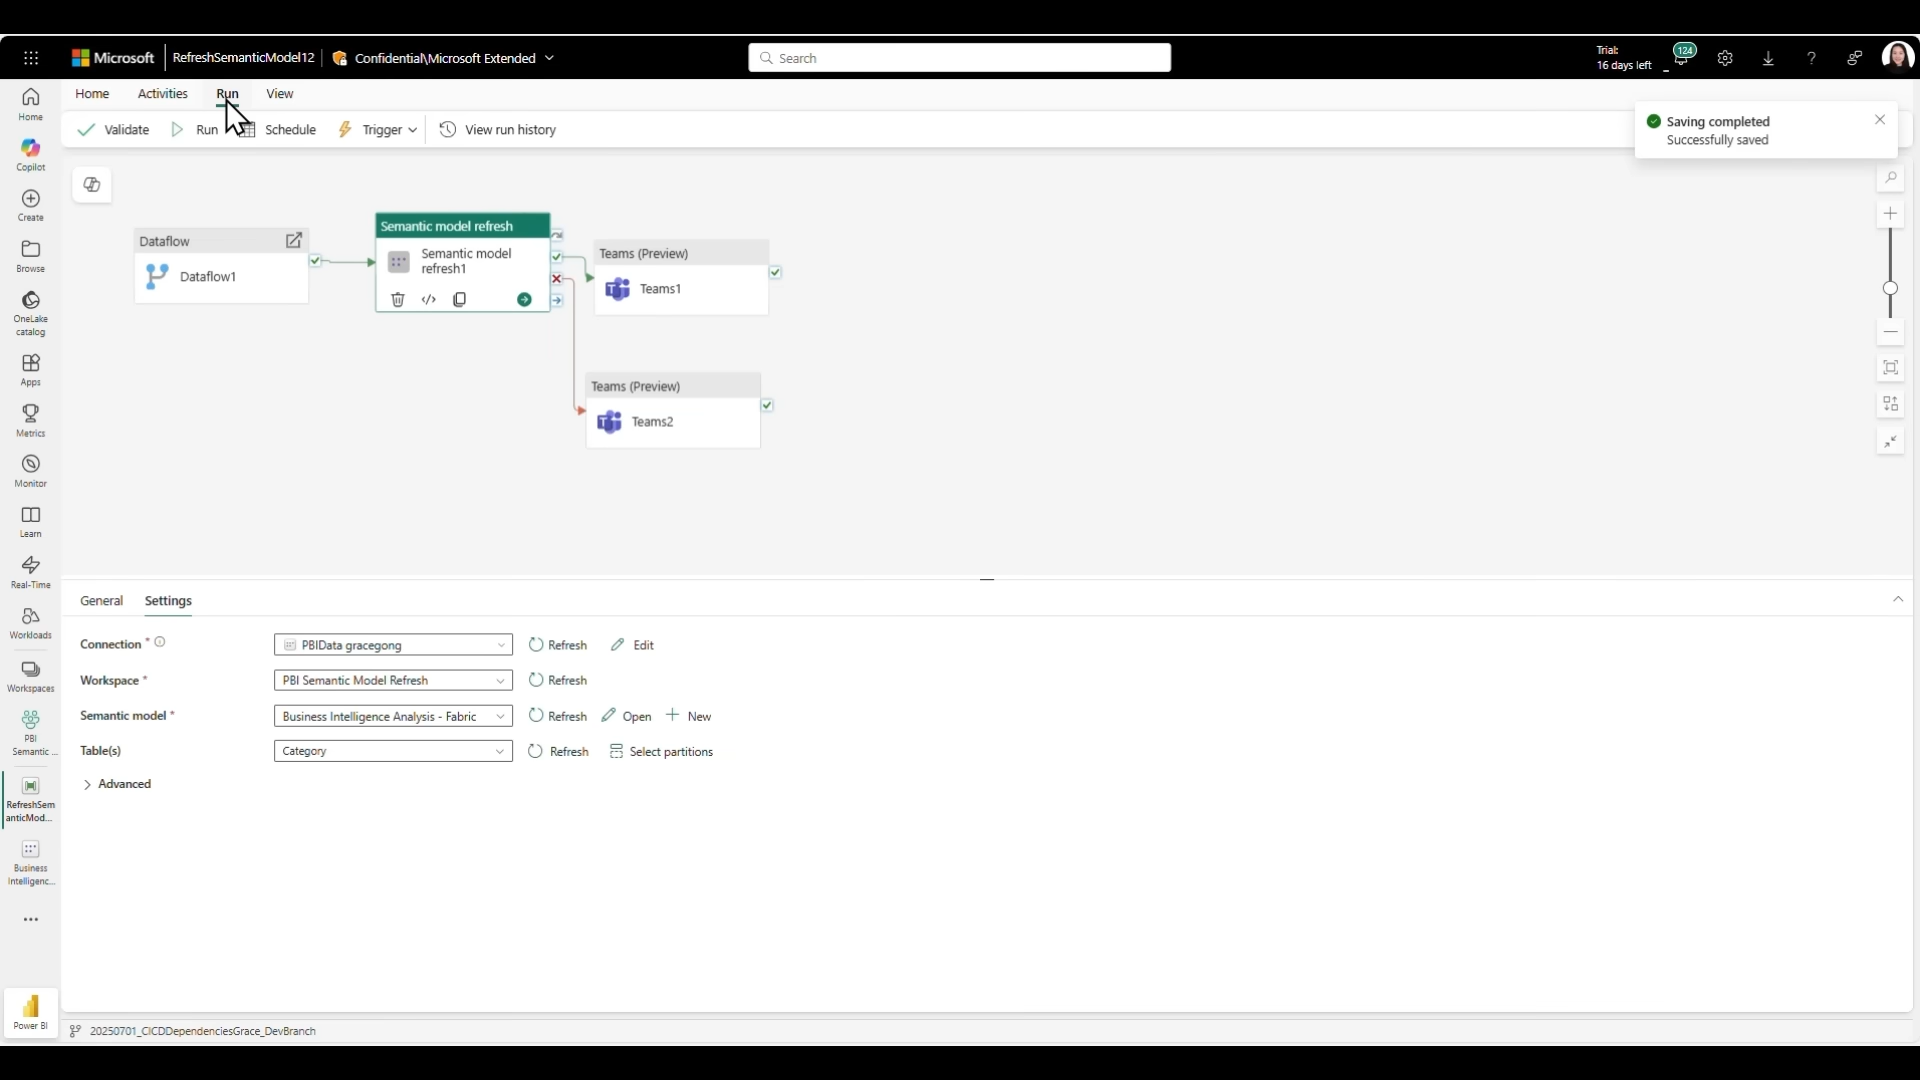 Microsoft
RefreshSemanticModel12
Confidential\Microsoft Extended
Search
Trial:
16 days left
124
?
Home
Activities
Run
View
Validate
Run
Schedule
Trigger
View run history
Saving completed
Successfully saved
Home
Copilot
Create
Browse
OneLake
catalog
Apps
Metrics
Monitor
Learn
Real-Time
Workloads
Workspaces
PBI
Semantic ...
RefreshSem
anticMod...
Business
Intelligenc...
Power BI
Dataflow
Dataflow1
Semantic model refresh
Semantic model
refresh1
Teams (Preview)
Teams1
Teams (Preview)
Teams2
General
Settings
Connection *
PBIData gracegong
Refresh
Edit
Workspace *
PBI Semantic Model Refresh
Refresh
Semantic model *
Business Intelligence Analysis - Fabric
Refresh
Open
New
Table(s)
Category
Refresh
Select partitions
Advanced
20250701_CICDDependenciesGrace_DevBranch